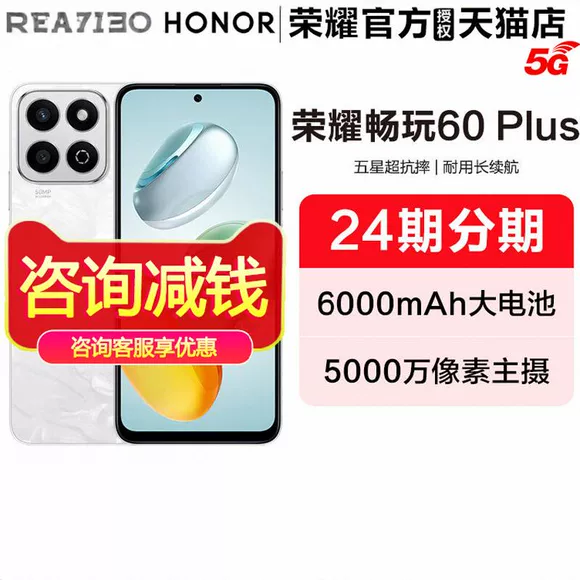 REA7I30 HONOR 荣耀官方授权天猫店
5G
荣耀畅玩60 Plus
五星超抗摔 | 耐用长续航
24期分期
6000mAh大电池
5000万像素主摄
50MP
咨询减钱
咨询客服享优惠